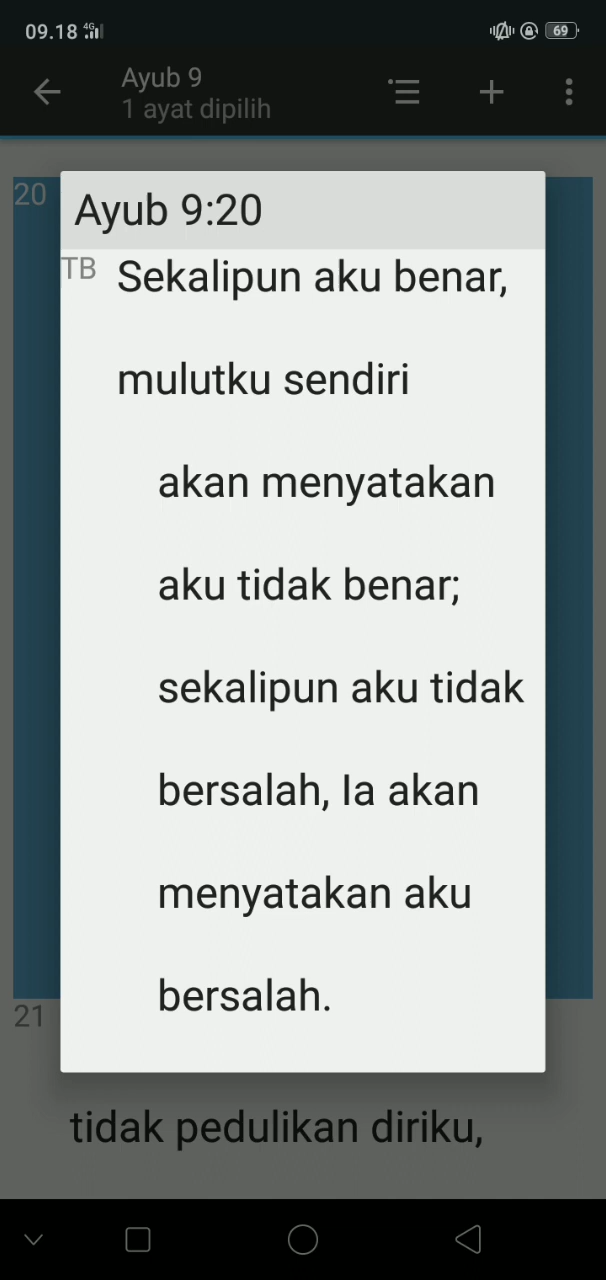 09.18 4G 69
Ayub 9
1 ayat dipilih
20
Ayub 9:20
TB Sekalipun aku benar,
mulutku sendiri
akan menyatakan
aku tidak benar;
sekalipun aku tidak
bersalah, Ia akan
menyatakan aku
bersalah.
21
tidak pedulikan diriku,